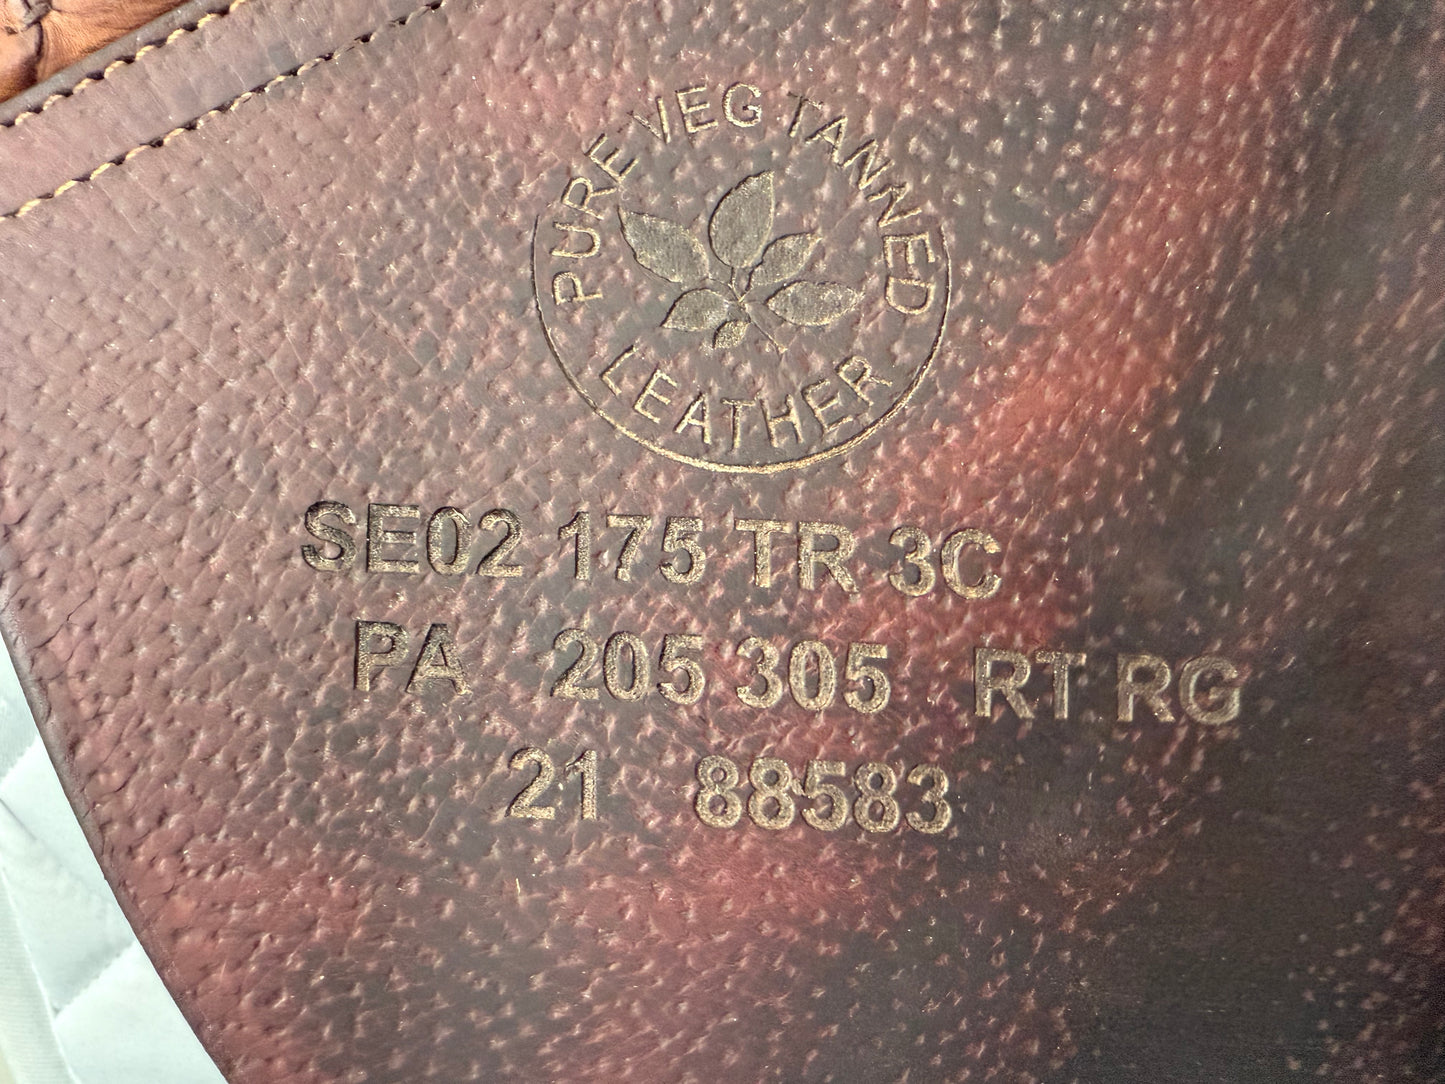 PURE VEG TANNED
LEATHER
SE02 175 TR 3C
PA 205 305 RT RG
21 88583